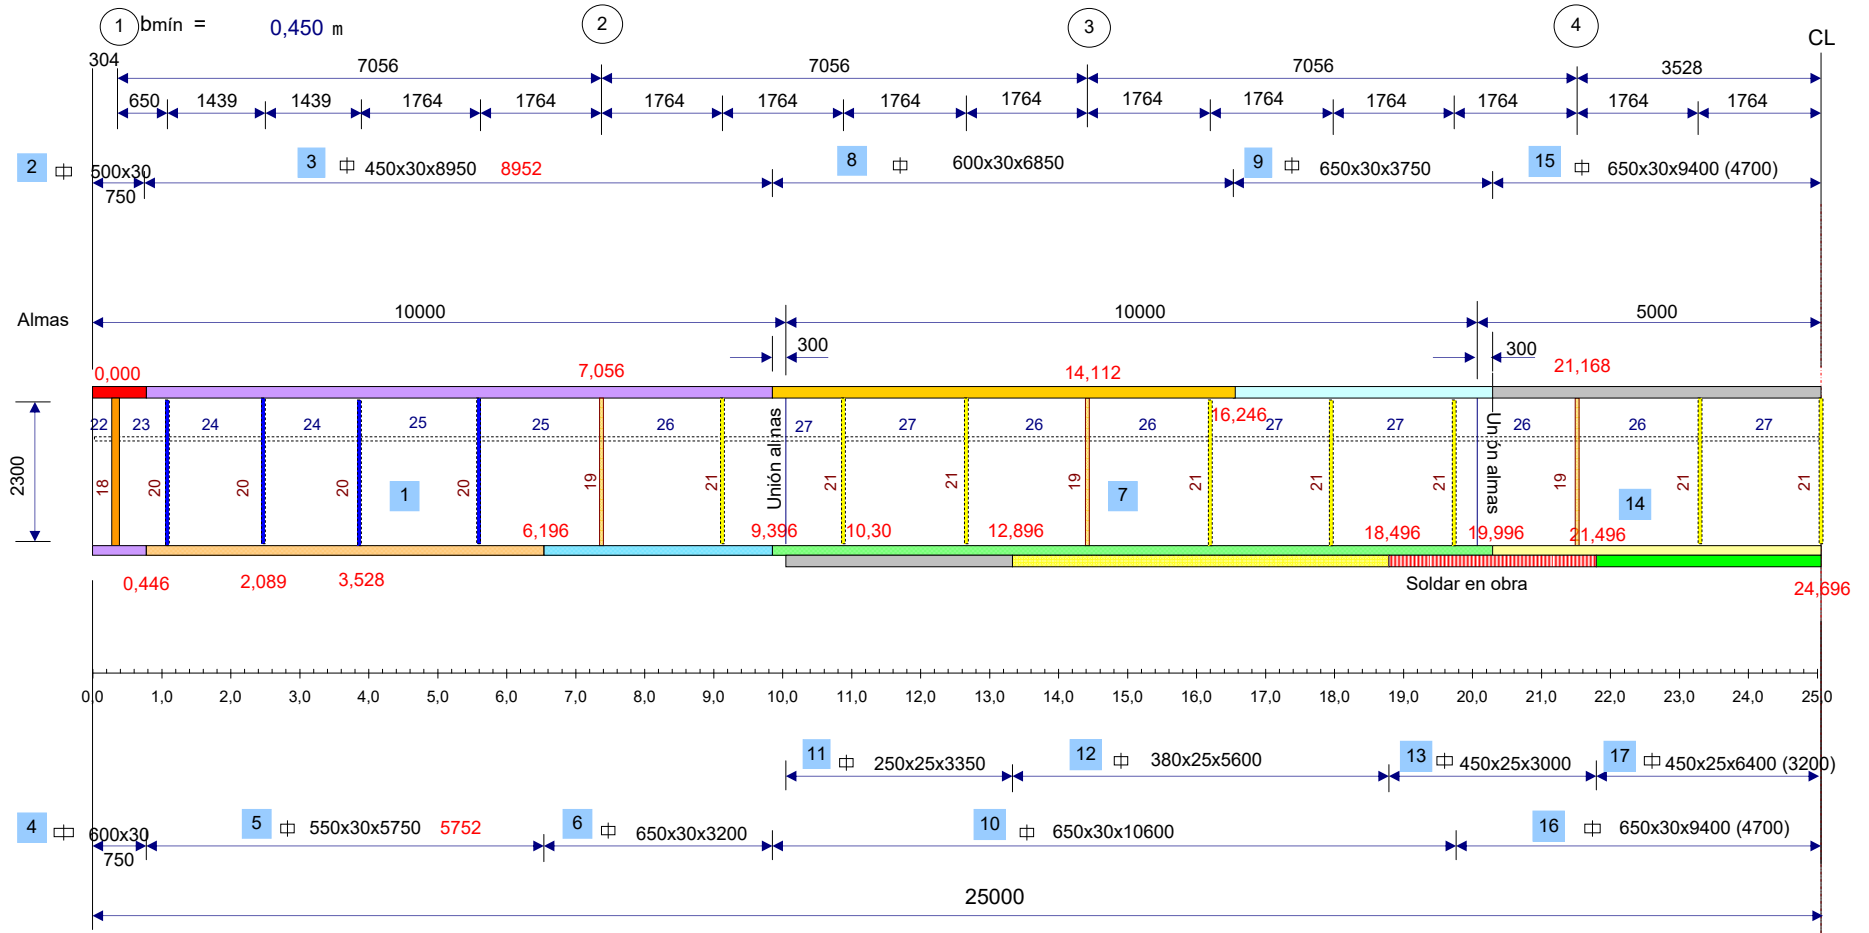 1 bmín = 0,450 m 2 3 4
CL
304
7056 7056 7056 3528
650 1439 1439 1764 1764 1764 1764 1764 1764 1764 1764 1764 1764 1764 1764
2 500x30 3 450x30x8950 8952 8 600x30x6850 9 650x30x3750 15 650x30x9400 (4700)
750
Almas 10000 10000 5000
300 300
0,000 7,056 14,112 21,168
16,246
22 23 24 24 25 25 26 27 27 26 26 27 27 26 26 27
2300
Unión almas
Unión almas
18 20 20 20 1 20 19 21 21 21 19 7 21 21 21 19 14 21 21
6,196 9,396 10,30 12,896 18,496 19,996 21,496
0,446 2,089 3,528 Soldar en obra 24,696
0,0 1,0 2,0 3,0 4,0 5,0 6,0 7,0 8,0 9,0 10,0 11,0 12,0 13,0 14,0 15,0 16,0 17,0 18,0 19,0 20,0 21,0 22,0 23,0 24,0 25,0
11 250x25x3350 12 380x25x5600 13 450x25x3000 17 450x25x6400 (3200)
4 600x30 5 550x30x5750 5752 6 650x30x3200 10 650x30x10600 16 650x30x9400 (4700)
750
25000